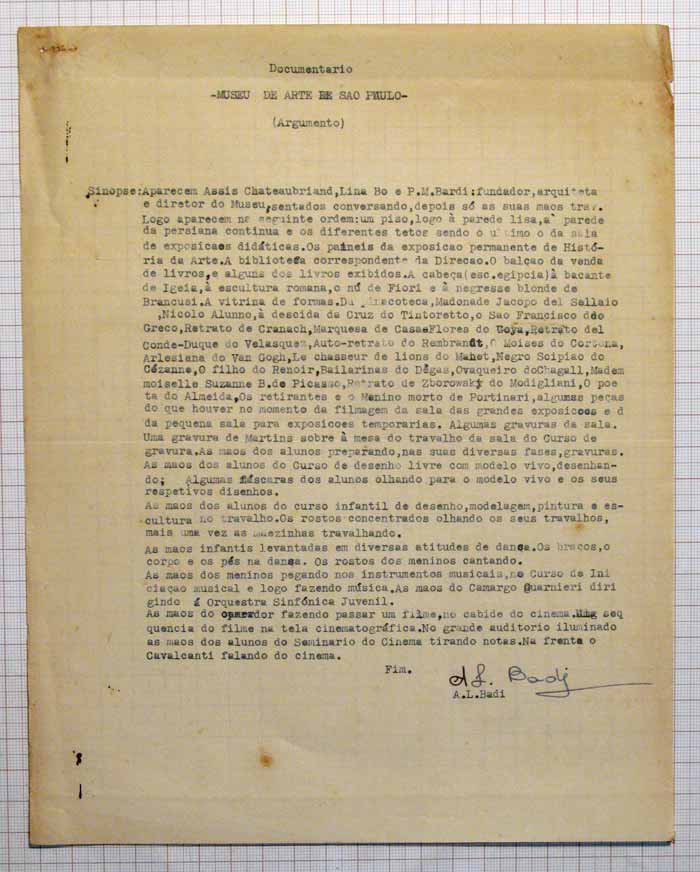 Documentario
-MUSEU DE ARTE DE SAO PAULO-
(Argumento)
Sinopse:Aparecem Assis Chateaubriand,Lina Bo e P.M.Bardi:fundador,arquiteta
e diretor do Museu,sentados conversando,depois só as suas maos trav.
Logo aparecem na seguinte ordem:um piso,logo à parede lisa,a' parede
da persiana continua e os diferentes tetos sendo o ultimo o da sala
de exposicaes didáticas.Os paineis da exposicao permanente de Histó-
ria da Arte.A biblioteca correspondente da Direcao.O balçao da venda
de livros,e alguns dos livros exibidos.A cabeça(esc.egipcia)à bacante
de Igeia,à escultura romana,o nú de Fiori e à negresse blonde de
Brancusi.A vitrina de formas.Da pinacoteca,Madonade Jacopo del Sellaio
,Nicolo Alunno,à descida da Cruz do Tintoretto,o Sao Francisco do
Greco,Retrato de Cranach,Marquesa de CasasFlores do Goya,Retrato del
Conde-Duque do Velasquez,Auto-retrato do Rembrandt,O Moises do Cortona,
Arlesiana do Van Gogh,Le chasseur de lions do Manet,Negro Scipiao do
Cézanne,O filho do Renoir,Bailarinas do Dégas,Ovaqueiro doChagall,Madem
moiselle Suzanne B.de Picasso,Retrato de Zborowski do Modigliani,O poe
ta do Almeida,Os retirantes e o Menino morto de Portinari,algumas peças
do que houver no momento da filmagem da sala das grandes exposicoes e d
da pequena sala para exposicoes temporarias. Algumas gravuras da sala.
Uma gravura de Martins sobre à mesa do travalho da sala do Curso de
gravura.As maos dos alunos preparando,nas suas diversas fases,gravuras.
As maos dos alunos do Curso de desenho livre com modelo vivo,desenhan-
do; Algumas máscaras dos alunos olhando para o modelo vivo e os seus
respetivos disenhos.
As maos dos alunos do curso infantil de desenho,modelagem,pintura e es-
cultura no travalho.Os rostos concentrados olhando os seus travalhos,
mais uma vez as maezinhas travalhando.
As maos infantis levantadas em diversas atitudes de dança.Os braços,o
corpo e os pés na dança. Os rostos dos meninos cantando.
As maos dos meninos pegando nos instrumentos musicais,no Curso de Ini
ciaçao musical e logo fazendo música.As maos do Camargo Guarnieri diri
gindo á Orquestra Sinfónica Juvenil.
As maos do operador fazendo passar um filme,no cabide do cinema.Uma seq
quencia do filme na tela cinematográfica.No grande auditorio iluminado
as maos dos alunos do Seminario do Cinema tirando notas.Na frente o
Cavalcanti falando do cinema.
Fim.
A.L. Badi
A.L.Badi